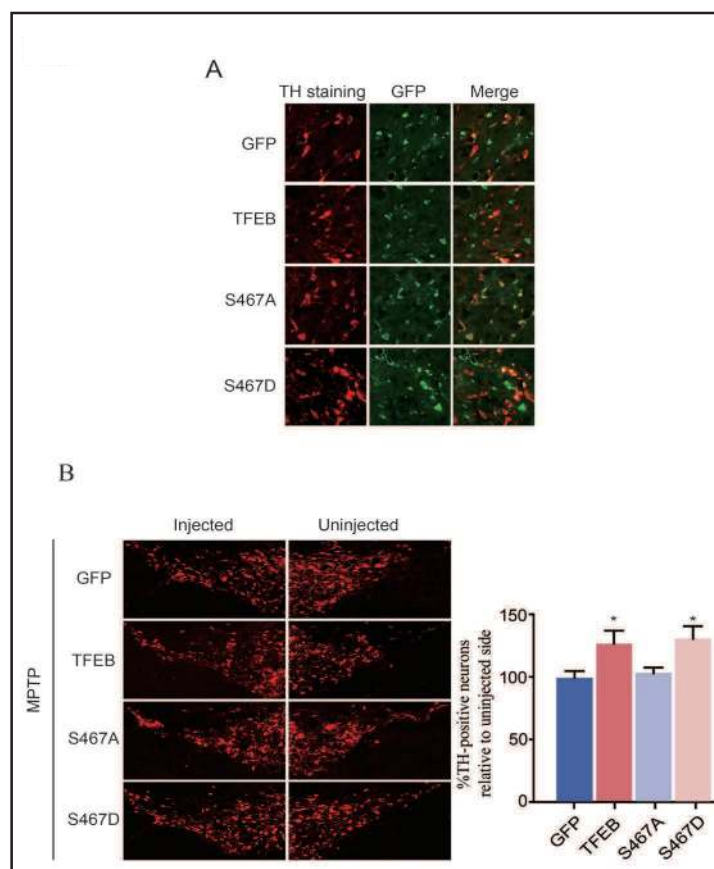 A
TH staining GFP Merge
GFP
TFEB
S467A
S467D
B
Injected Uninjected
MPTP
GFP
TFEB
S467A
S467D
%TH-positive neurons
relative to uninjected side
150
100
50
0
* *
GFP TFEB S467A S467D